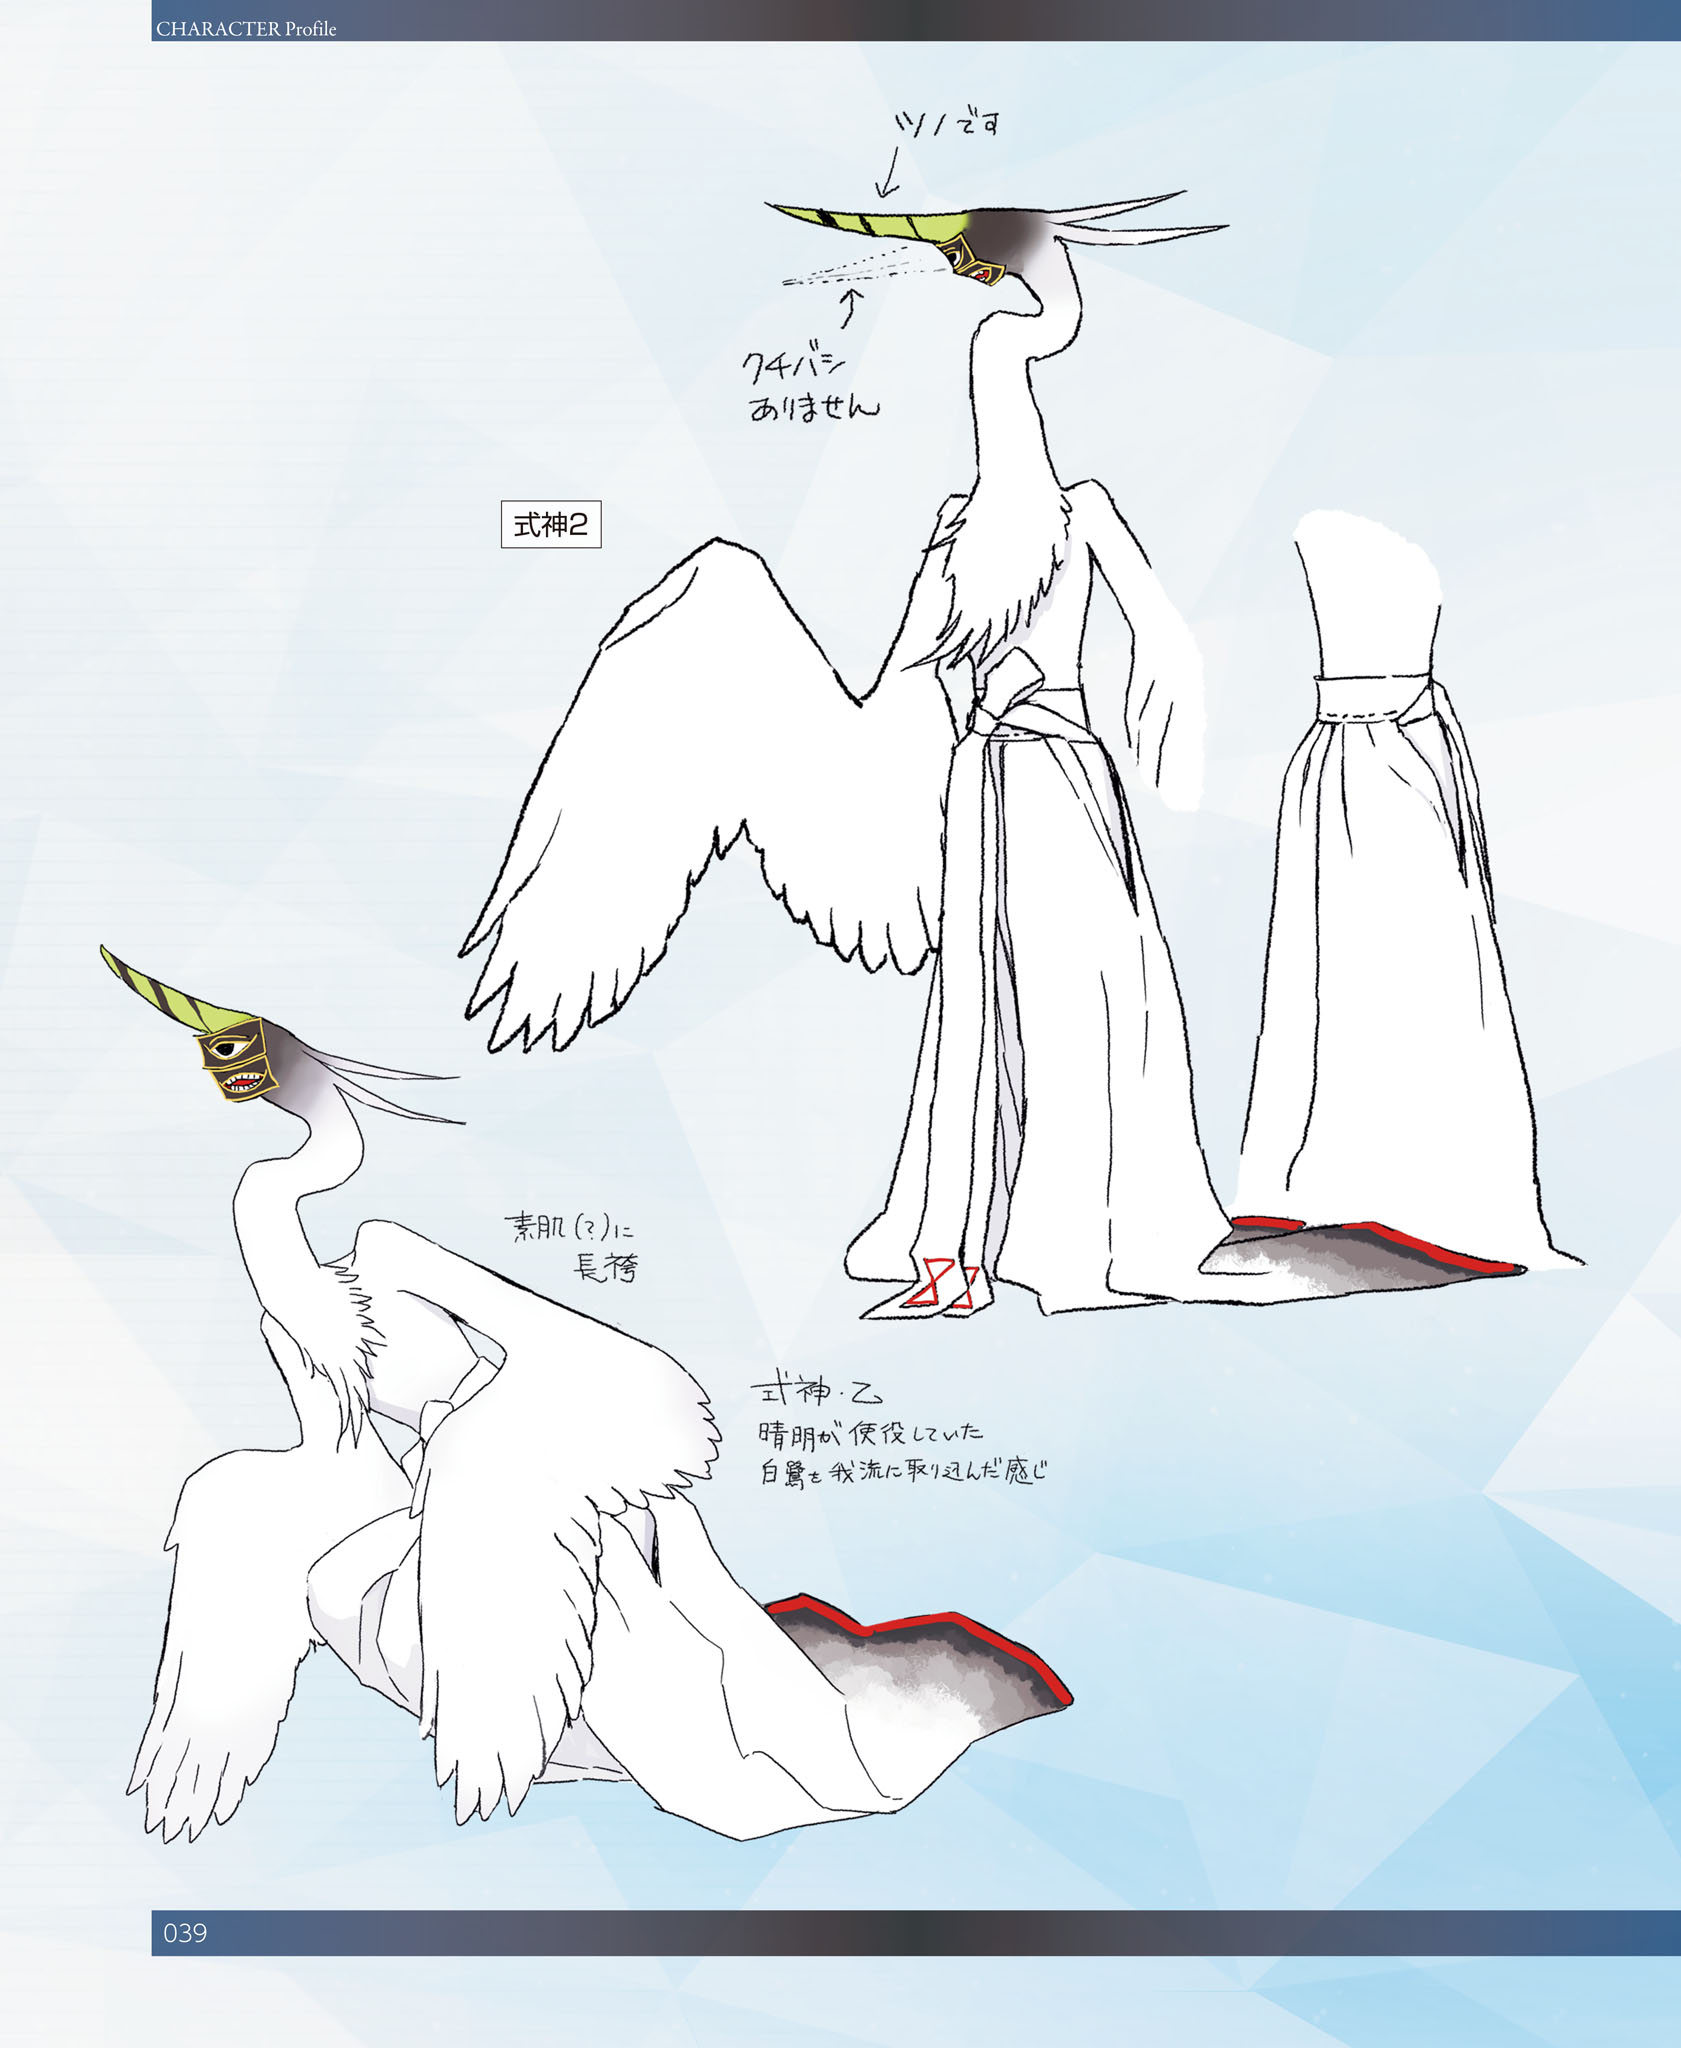 CHARACTER Profile
ツノです
クチバシ
ありません
式神2
素肌(?)に
長袴
式神・乙
晴明が使役していた
白鷺を我流に取り込んだ感じ
039